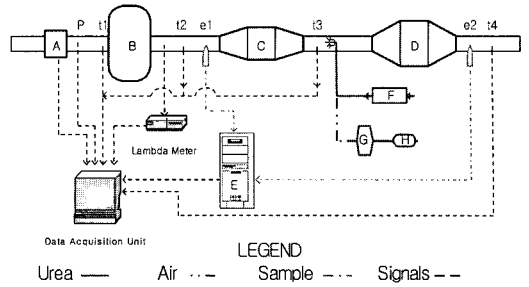 P t1 t2 e1 t3 e2 t4
A B C D
F
G H
Lambda Meter
E
Data Acquisition Unit
LEGEND
Urea Air Sample Signals